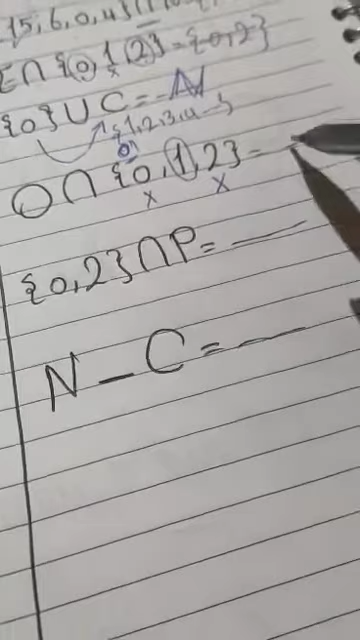 {5,6,0,4}
E∩{0,1,2}={0,2}
{0}∪C=N
{1,2,3,4--}
O∩{0,1,2}=
{0,2}∩P=
N-C=